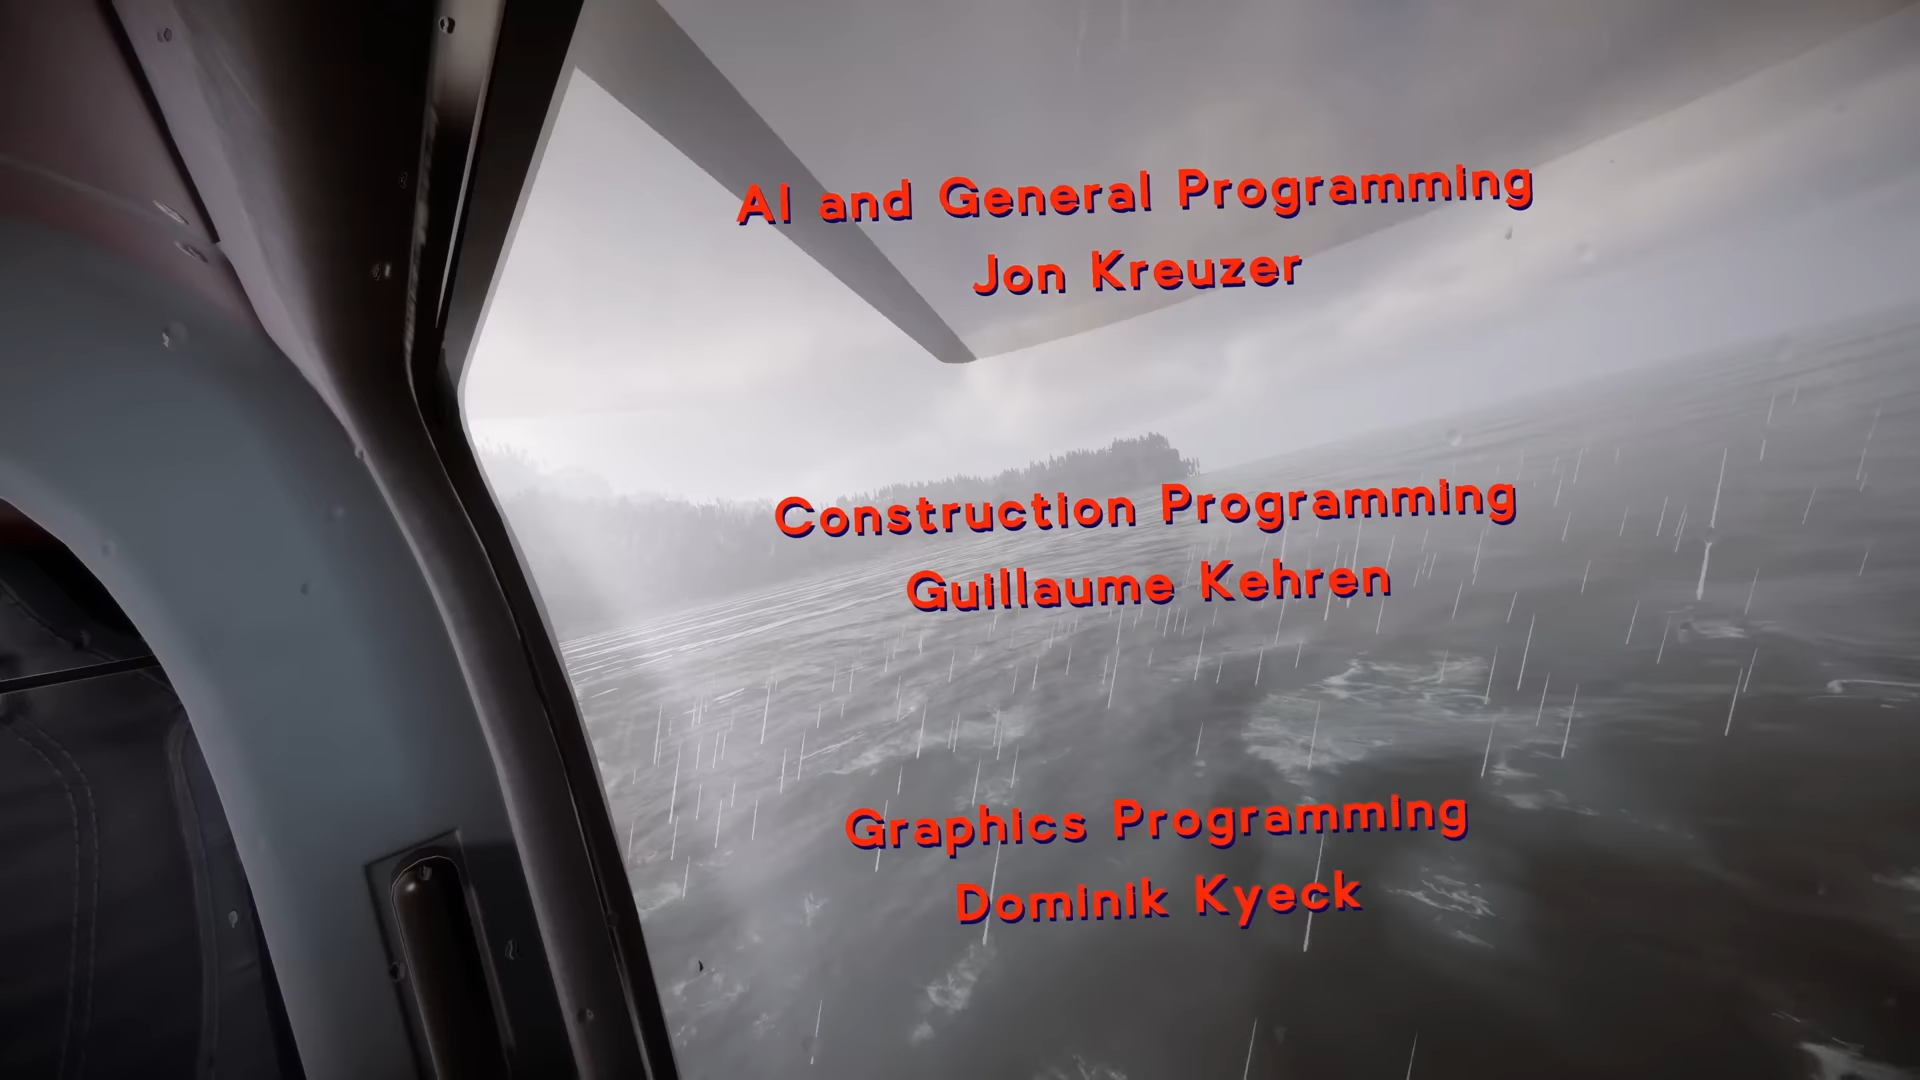 AI and General Programming
Jon Kreuzer
Construction Programming
Guillaume Kehren
Graphics Programming
Dominik Kyeck